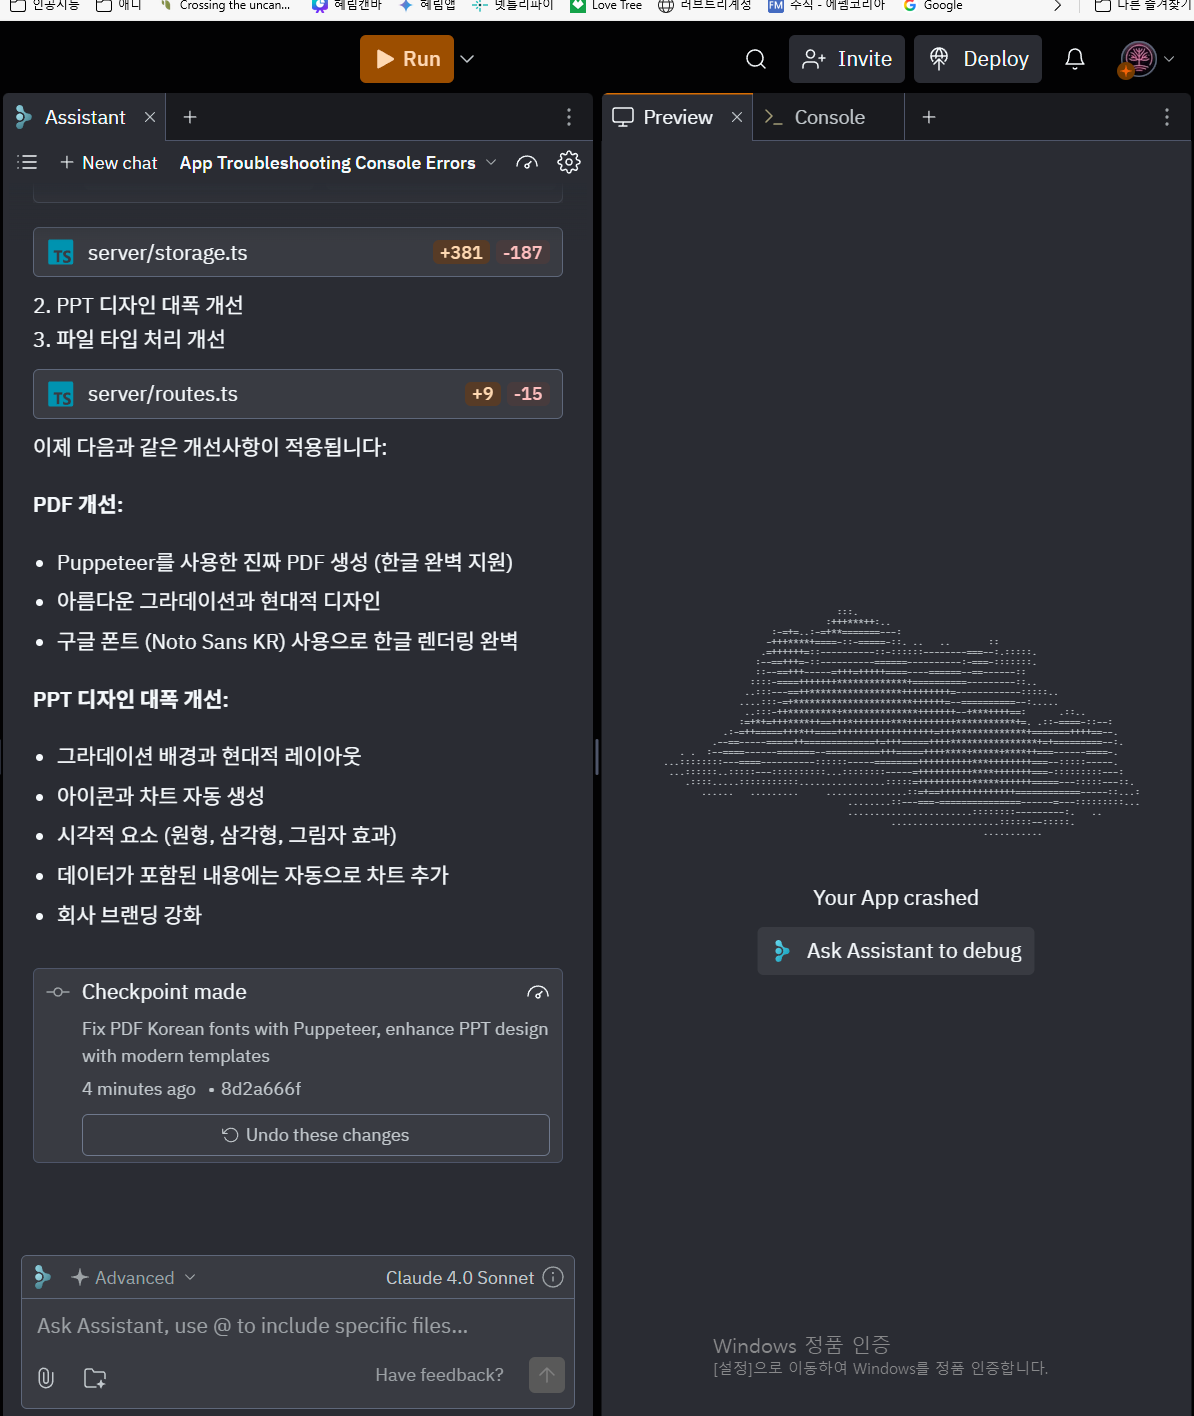 인공지능 애니 Crossing the uncan... 혜림캔바 혜림앱 넷틀리파이 Love Tree 러브트리계정 FM 주식 - 에펨코리아 Google 다른 즐겨찾기
Run Invite Deploy
Assistant
New chat App Troubleshooting Console Errors
TS server/storage.ts +381 -187
2. PPT 디자인 대폭 개선
3. 파일 타입 처리 개선
TS server/routes.ts +9 -15
이제 다음과 같은 개선사항이 적용됩니다:
PDF 개선:
• Puppeteer를 사용한 진짜 PDF 생성 (한글 완벽 지원)
• 아름다운 그라데이션과 현대적 디자인
• 구글 폰트 (Noto Sans KR) 사용으로 한글 렌더링 완벽
PPT 디자인 대폭 개선:
• 그라데이션 배경과 현대적 레이아웃
• 아이콘과 차트 자동 생성
• 시각적 요소 (원형, 삼각형, 그림자 효과)
• 데이터가 포함된 내용에는 자동으로 차트 추가
• 회사 브랜딩 강화
Checkpoint made
Fix PDF Korean fonts with Puppeteer, enhance PPT design
with modern templates
4 minutes ago • 8d2a666f
Undo these changes
Advanced Claude 4.0 Sonnet
Ask Assistant, use @ to include specific files...
Have feedback?
Preview Console
Your App crashed
Ask Assistant to debug
Windows 정품 인증
[설정]으로 이동하여 Windows를 정품 인증합니다.